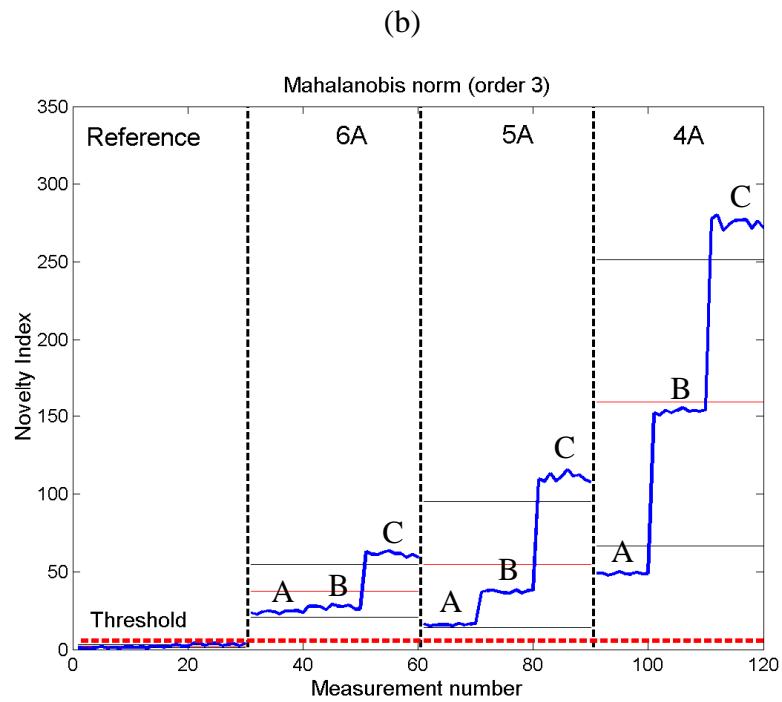 (b)
Mahalanobis norm (order 3)
350
300
250
200
150
100
50
0
Novelty Index
Reference
6A
5A
4A
A
B
C
A
B
C
A
B
C
Threshold
0
20
40
60
80
100
120
Measurement number